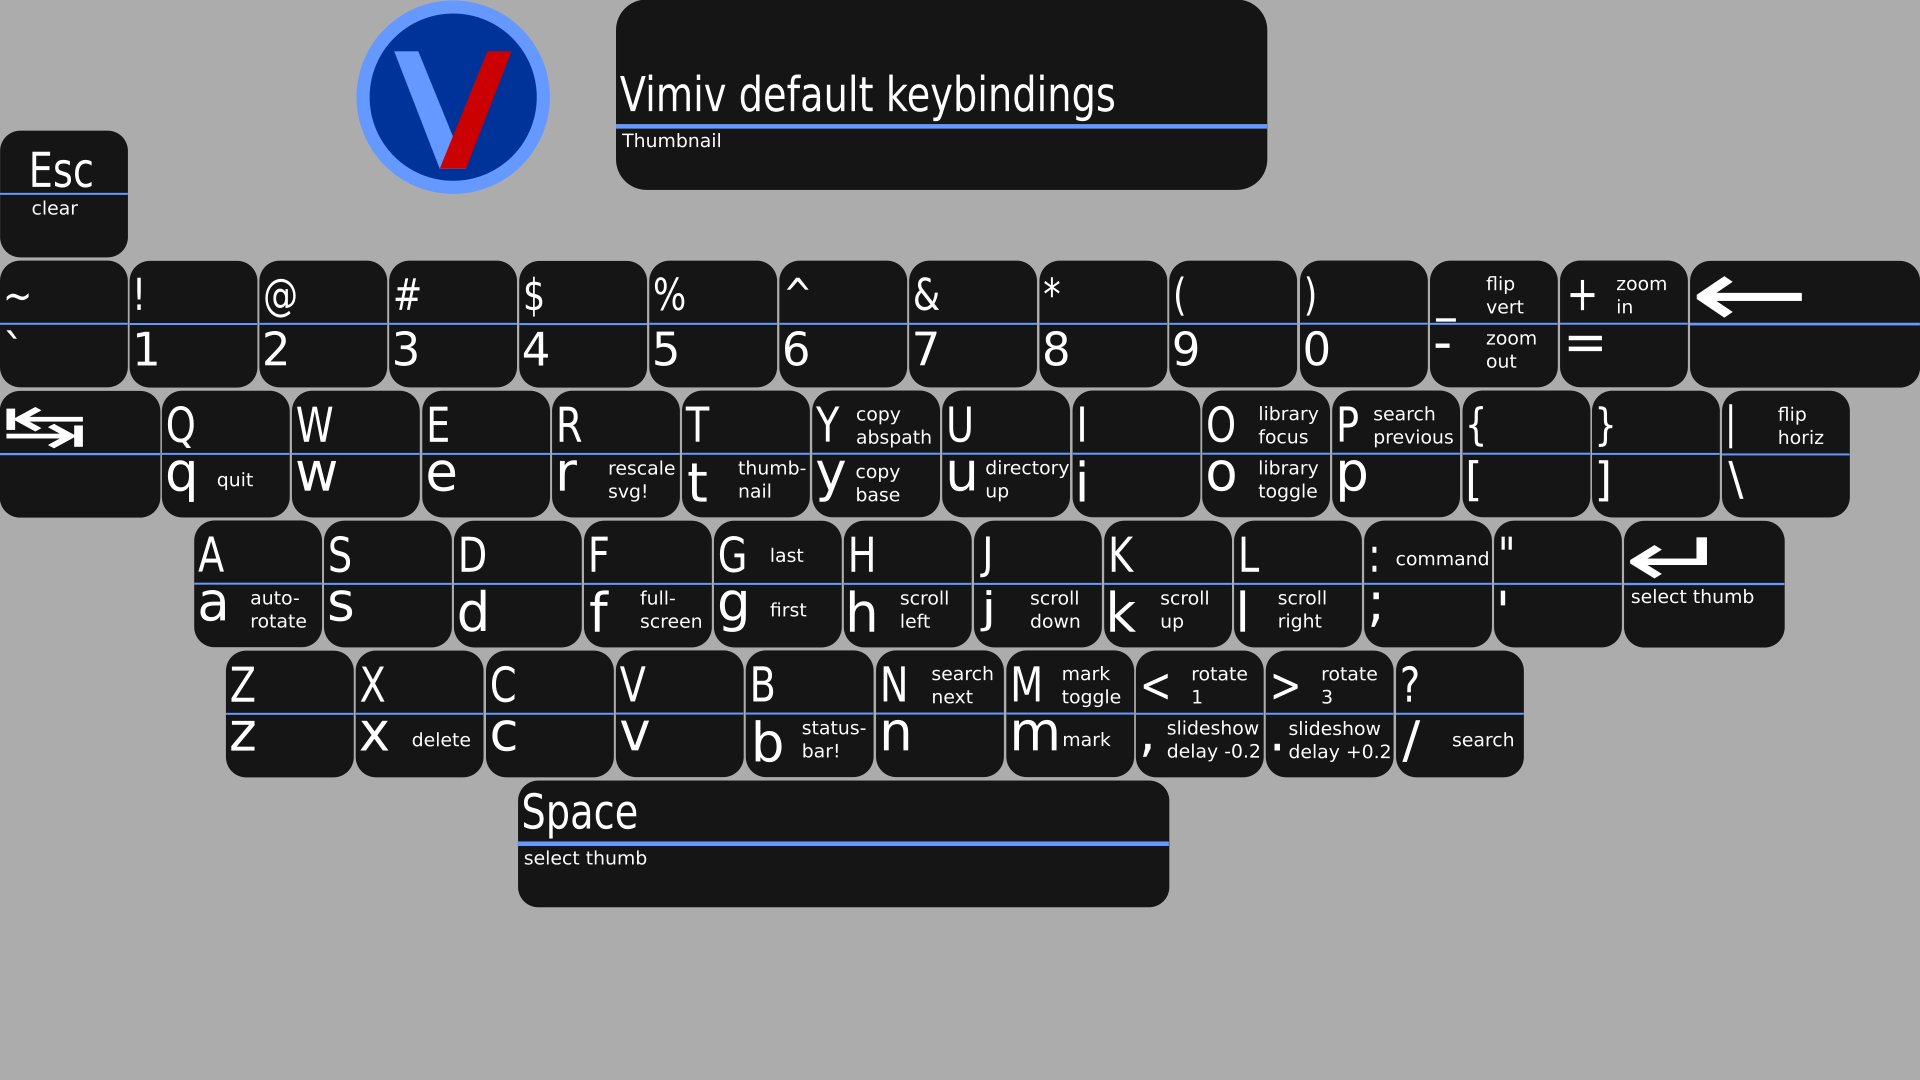 V
Vimiv default keybindings
Thumbnail
Esc
clear
~ ! @ # $ % ^ & * ( ) _ flip vert + zoom in
` 1 2 3 4 5 6 7 8 9 0 - zoom out =
Q W E R T Y copy abspath U I O library focus P search previous { } | flip horiz
q quit w e r rescale svg! t thumb-nail y copy base u directory up i o library toggle p [ ] \
A S D F G last H J K L : command "
a auto-rotate s d f full-screen g first h scroll left j scroll down k scroll up l scroll right ; ' select thumb
Z X C V B N search next M mark toggle < rotate 1 > rotate 3 ?
z x delete c v b status-bar! n m mark , slideshow delay -0.2 . slideshow delay +0.2 / search
Space
select thumb